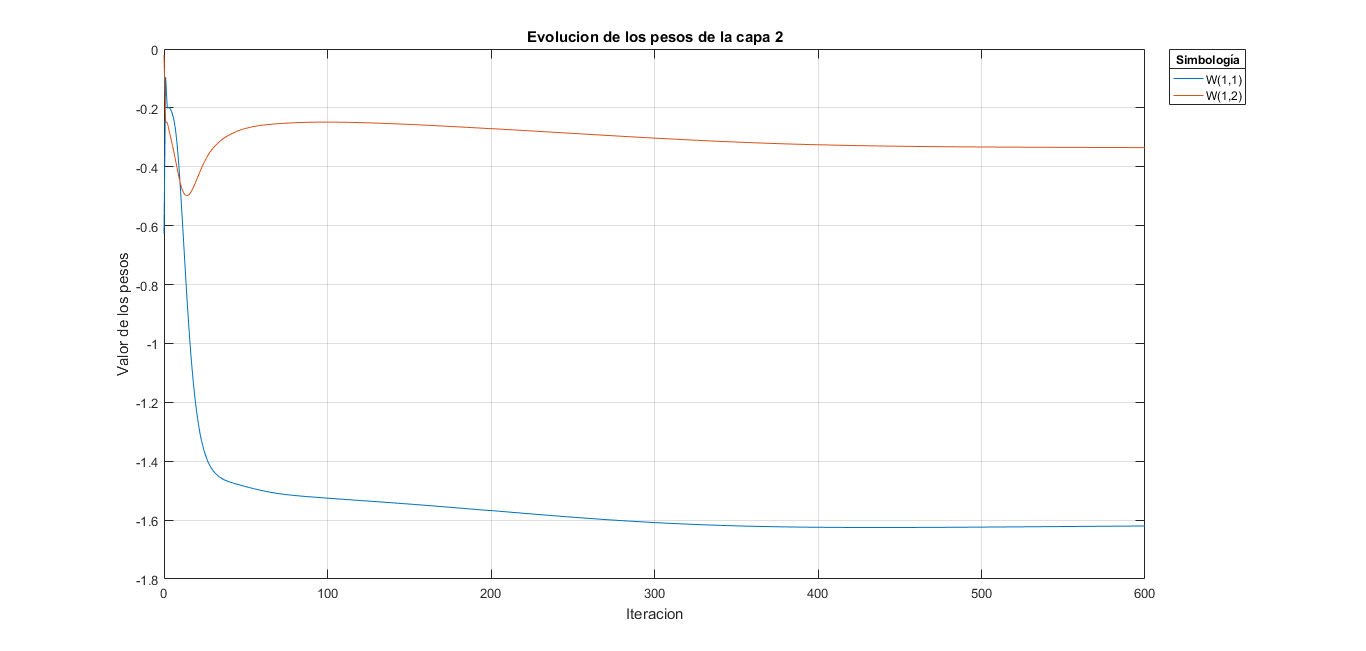 Evolucion de los pesos de la capa 2
Simbología
W(1,1)
W(1,2)
Valor de los pesos
0
-0.2
-0.4
-0.6
-0.8
-1
-1.2
-1.4
-1.6
-1.8
0 100 200 300 400 500 600
Iteracion